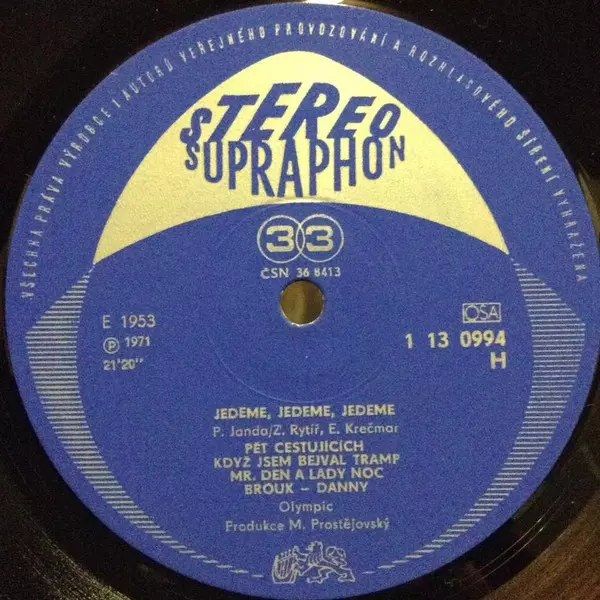 VŠECHNA PRÁVA VÝROBCE I AUTORŮ VEŘEJNÉHO PROVOZOVÁNÍ A ROZHLASOVÉHO ŠÍŘENÍ VYHRAŽENA
STEREO
SUPRAPHON
33
ČSN 36 8413
E 1953
OSA
Ⓟ 1971
1 13 0994
21'20''
H
JEDEME, JEDEME, JEDEME
P. Janda/Z. Rytíř, E. Krečmar
PĚT CESTUJÍCÍCH
KDYŽ JSEM BEJVAL TRAMP
MR. DEN A LADY NOC
BROUK – DANNY
Olympic
Produkce M. Prostějovský